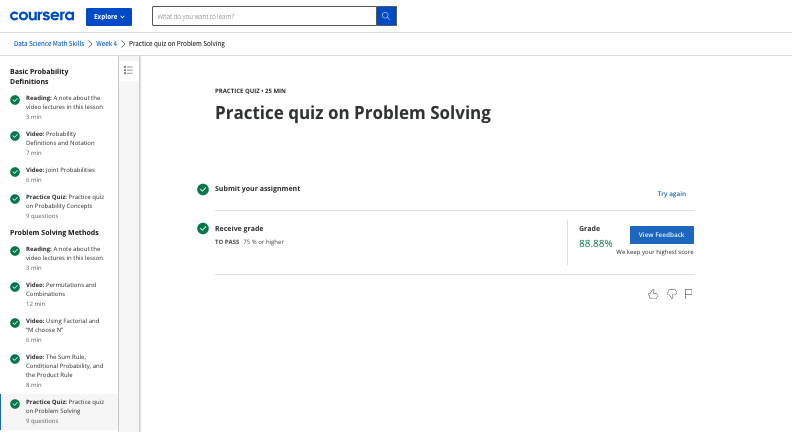 coursera
Explore
What do you want to learn?
Data Science Math Skills
Week 4
Practice quiz on Problem Solving
Basic Probability
Definitions
Reading: A note about the
video lectures in this lesson
3 min
Video: Probability
Definitions and Notation
7 min
Video: Joint Probabilities
6 min
Practice Quiz: Practice quiz
on Probability Concepts
9 questions
Problem Solving Methods
Reading: A note about the
video lectures in this lesson
3 min
Video: Permutations and
Combinations
12 min
Video: Using Factorial and
"M choose N"
6 min
Video: The Sum Rule,
Conditional Probability, and
the Product Rule
8 min
Practice Quiz: Practice quiz
on Problem Solving
9 questions
PRACTICE QUIZ • 25 MIN
Practice quiz on Problem Solving
Submit your assignment
Try again
Receive grade
TO PASS 75 % or higher
Grade
88.88%
View Feedback
We keep your highest score